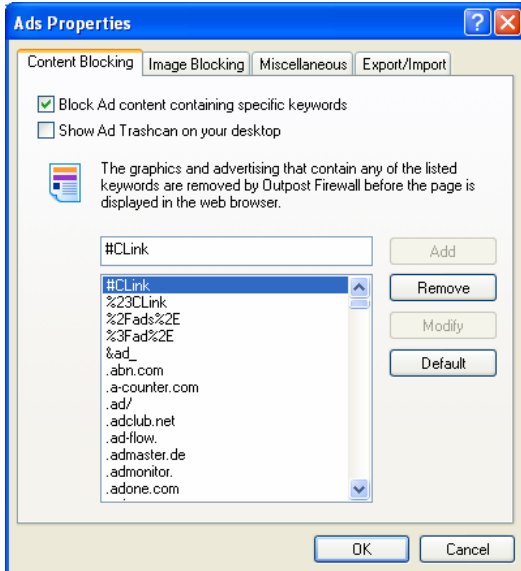 Ads Properties
Content Blocking
Image Blocking
Miscellaneous
Export/Import
Block Ad content containing specific keywords
Show Ad Trashcan on your desktop
The graphics and advertising that contain any of the listed
keywords are removed by Outpost Firewall before the page is
displayed in the web browser.
#CLink
Add
#CLink
%23CLink
%2Fads%2E
%3Fad%2E
&ad_
.abn.com
.a-counter.com
.ad/
.adclub.net
.ad-flow.
.admaster.de
.admonitor.
.adone.com
Remove
Modify
Default
OK
Cancel